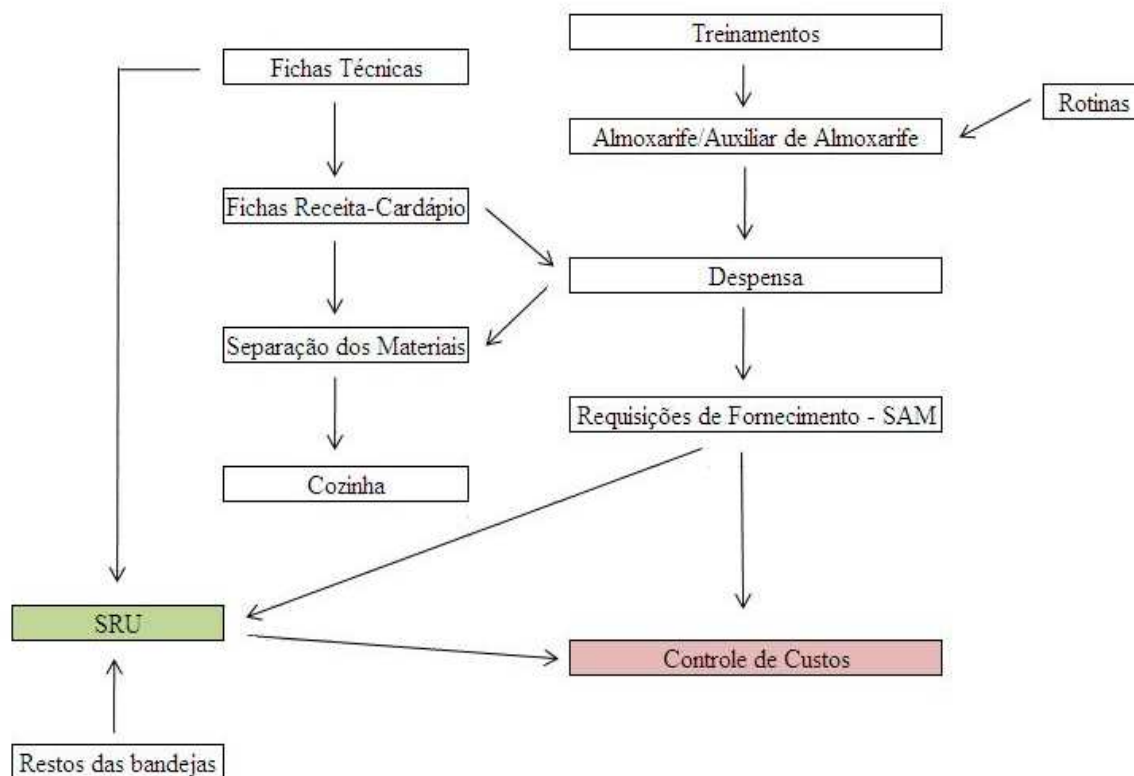 Treinamentos
Fichas Técnicas
Rotinas
Almoxarife/Auxiliar de Almoxarife
Fichas Receita-Cardápio
Despensa
Separação dos Materiais
Requisições de Fornecimento - SAM
Cozinha
SRU
Controle de Custos
Restos das bandejas